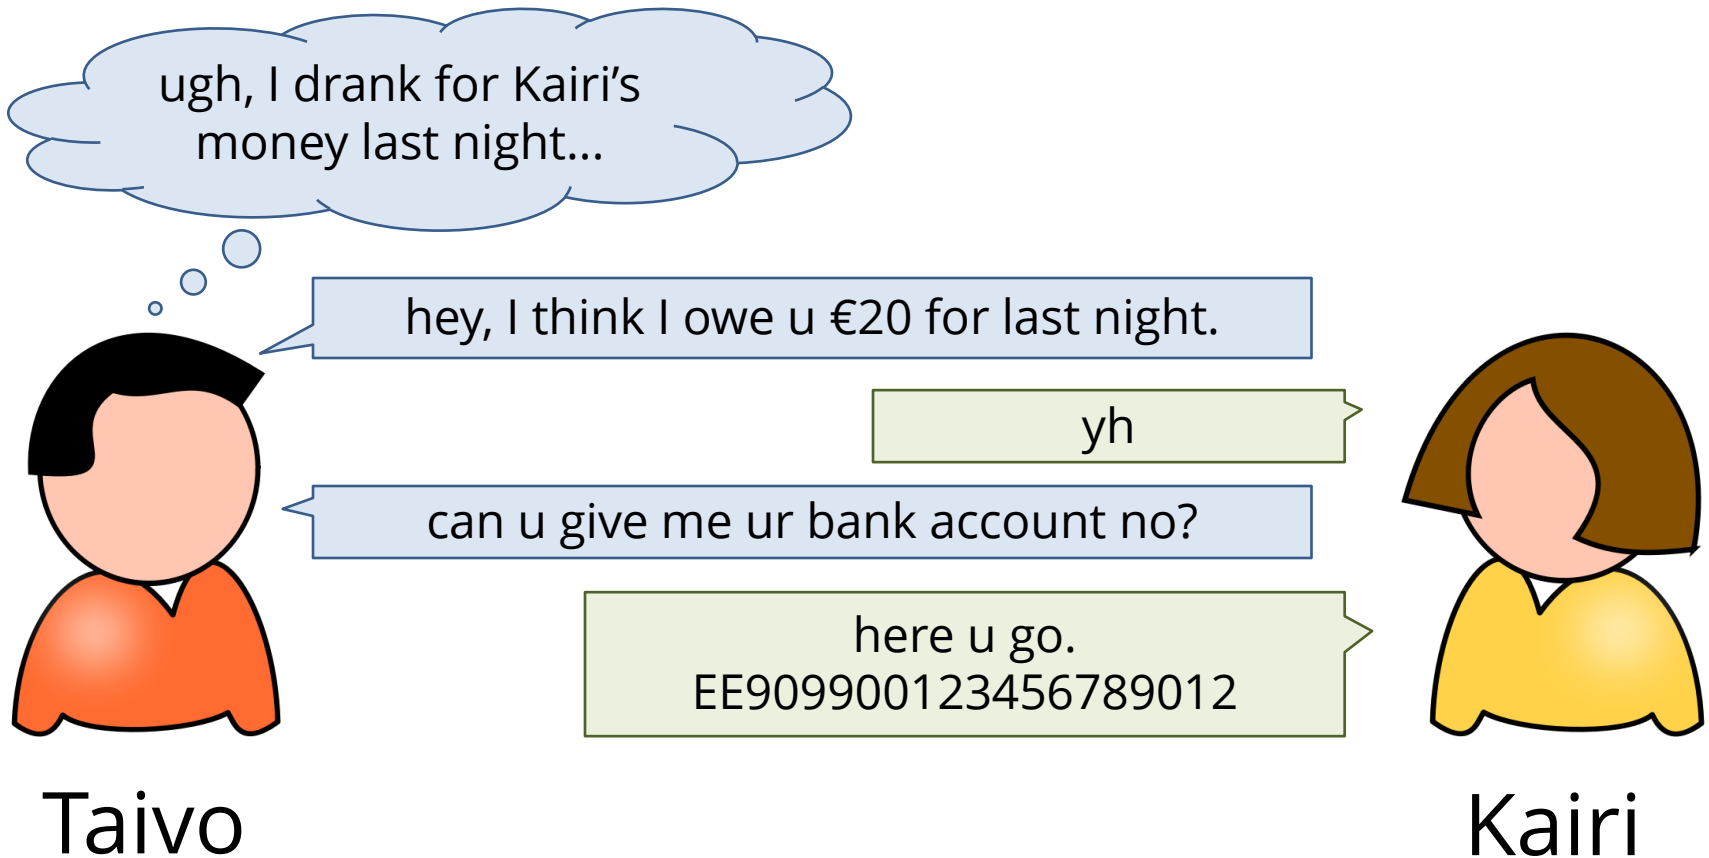 ugh, I drank for Kairi’s
money last night…
hey, I think I owe u €20 for last night.
yh
can u give me ur bank account no?
here u go.
EE909900123456789012
Taivo
Kairi